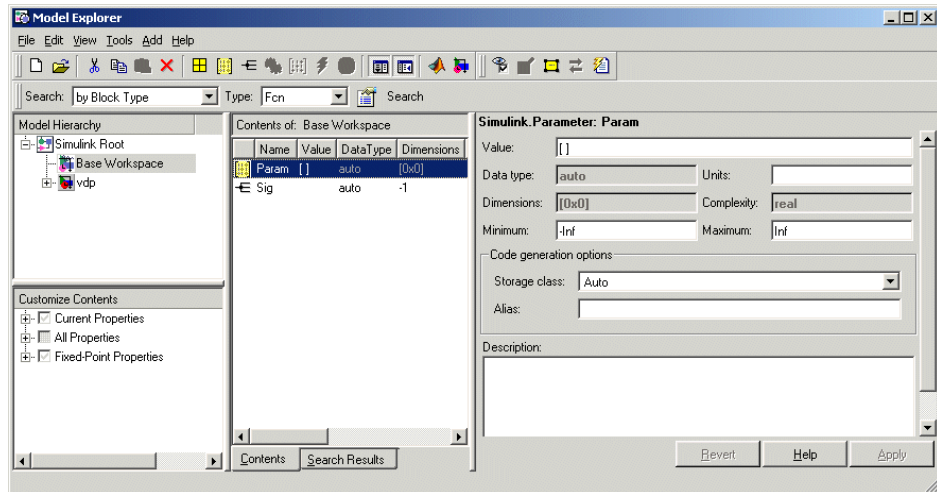 Model Explorer
File Edit View Tools Add Help
Search: by Block Type Type: Fcn Search
Model Hierarchy
Simulink Root
Base Workspace
vdp
Customize Contents
Current Properties
All Properties
Fixed-Point Properties
Contents of: Base Workspace
Name Value DataType Dimensions
Param [ ] auto [0x0]
Sig auto -1
Contents Search Results
Simulink.Parameter: Param
Value: [ ]
Data type: auto Units:
Dimensions: [0x0] Complexity: real
Minimum: -Inf Maximum: Inf
Code generation options
Storage class: Auto
Alias:
Description:
Revert Help Apply